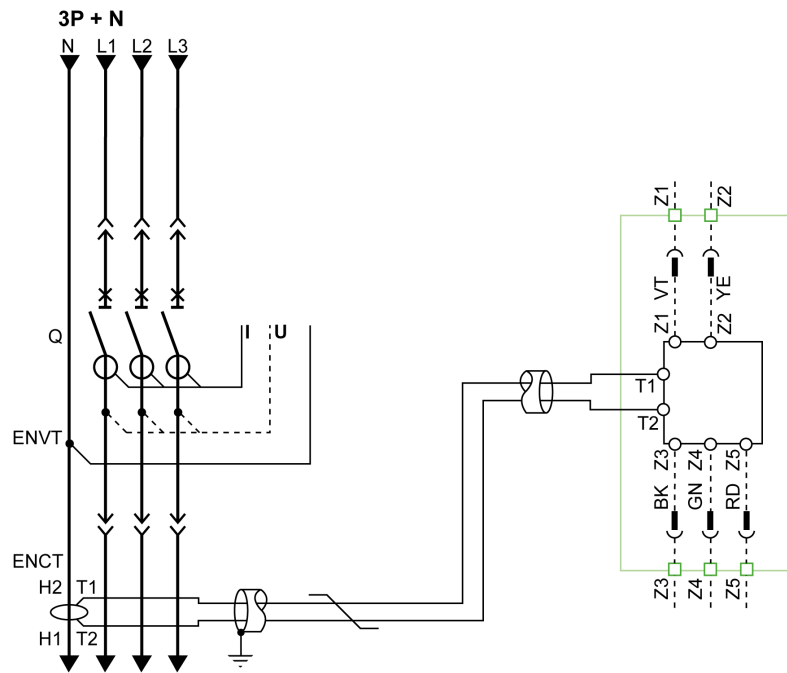 3P + N
N L1 L2 L3
Z1 Z2
VT YE
Z1 Z2
Q
I U
T1
T2
ENVT
Z3 Z4 Z5
BK GN RD
ENCT
H2 T1
Z3 Z4 Z5
H1 T2